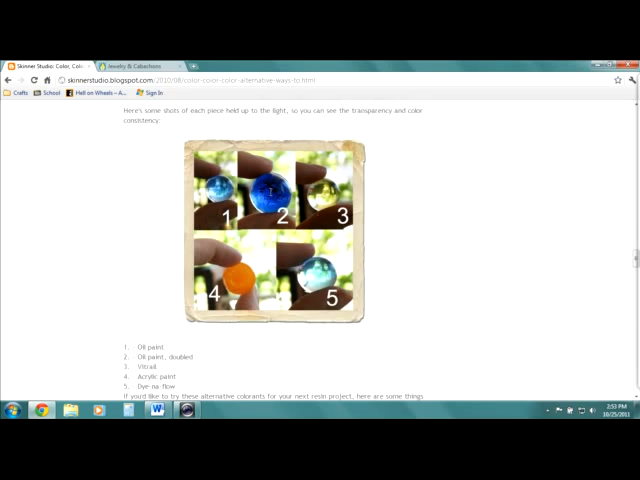 Skinner Studio: Color, Col
Jewelry & Cabochons
skinnerstudio.blogspot.com/2010/08/color-color-color-alternative-ways-to.html
Crafts School Hell on Wheels – A... Sign In
Here's some shots of each piece held up to the light, so you can see the transparency and color
consistency:
1 2 3
4 5
1. Oil paint
2. Oil paint, doubled
3. Vitrail
4. Acrylic paint
5. Dye-na-flow
If you'd like to try these alternative colorants for your next resin project, here are some things
2:53 PM
10/25/2011